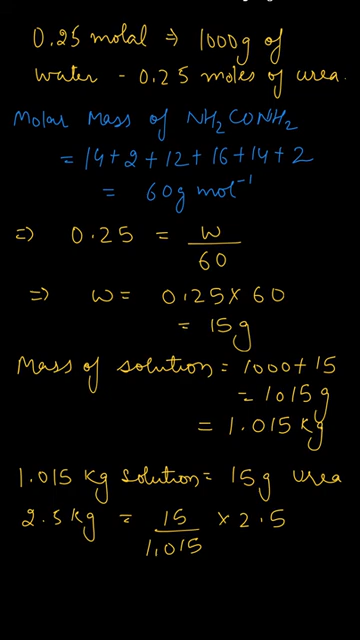 0.25 molal ⇒ 1000g of
water - 0.25 moles of urea.
Molar Mass of NH₂CONH₂
= 14+2+12+16+14+2
= 60g mol⁻¹
⇒ 0.25 = w/60
⇒ w = 0.25×60
= 15g
Mass of solution = 1000+15
= 1015g
= 1.015 kg
1.015 kg solution = 15g urea
2.5kg = 15/1.015 × 2.5